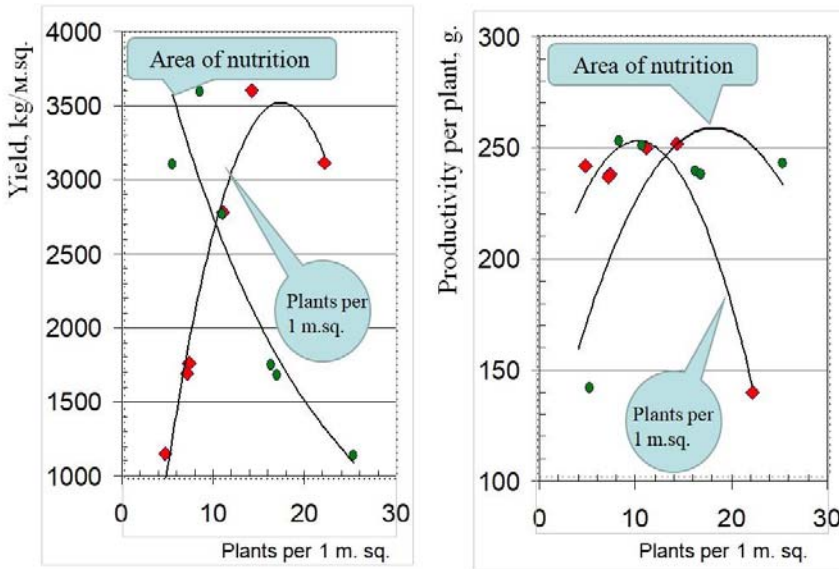 Yield, kg/м.sq.
4000
3500
3000
2500
2000
1500
1000
0
10
20
30
Area of nutrition
Plants per
1 m.sq.
Plants per 1 m. sq.
Productivity per plant, g.
300
250
200
150
100
0
10
20
30
Area of nutrition
Plants per
1 m.sq.
Plants per 1 m. sq.